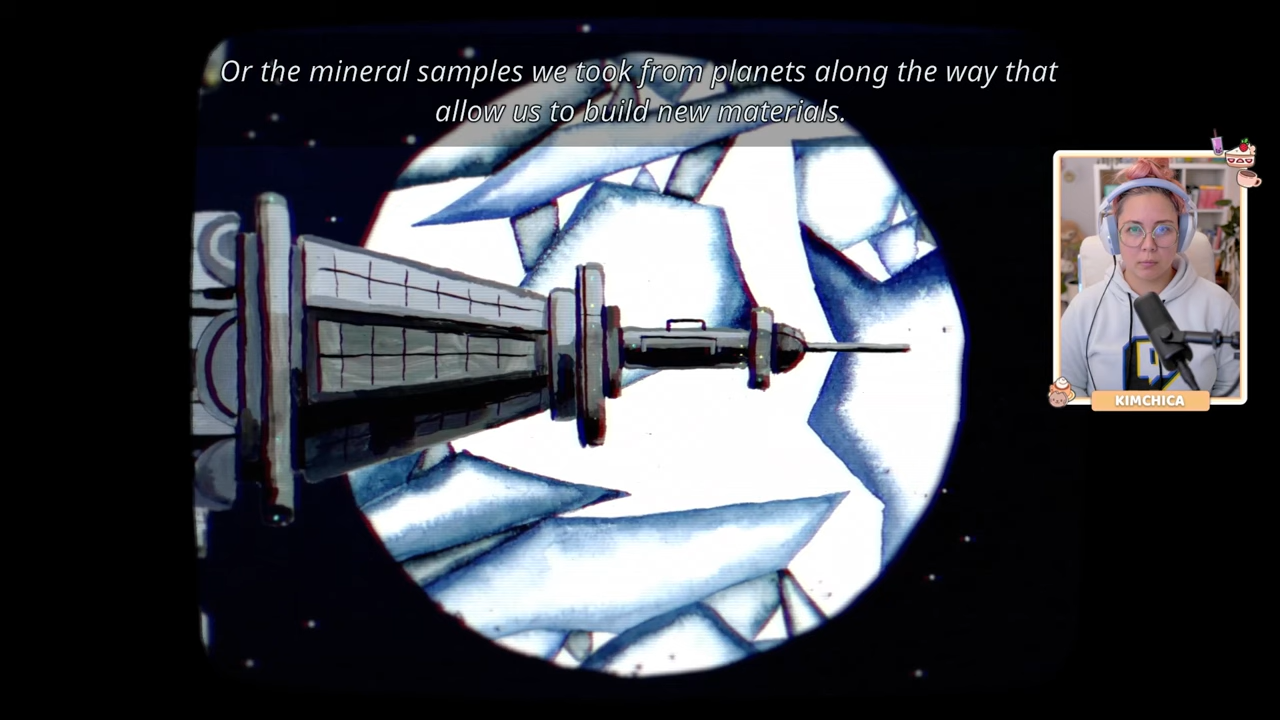 Or the mineral samples we took from planets along the way that
allow us to build new materials.
KIMCHICA